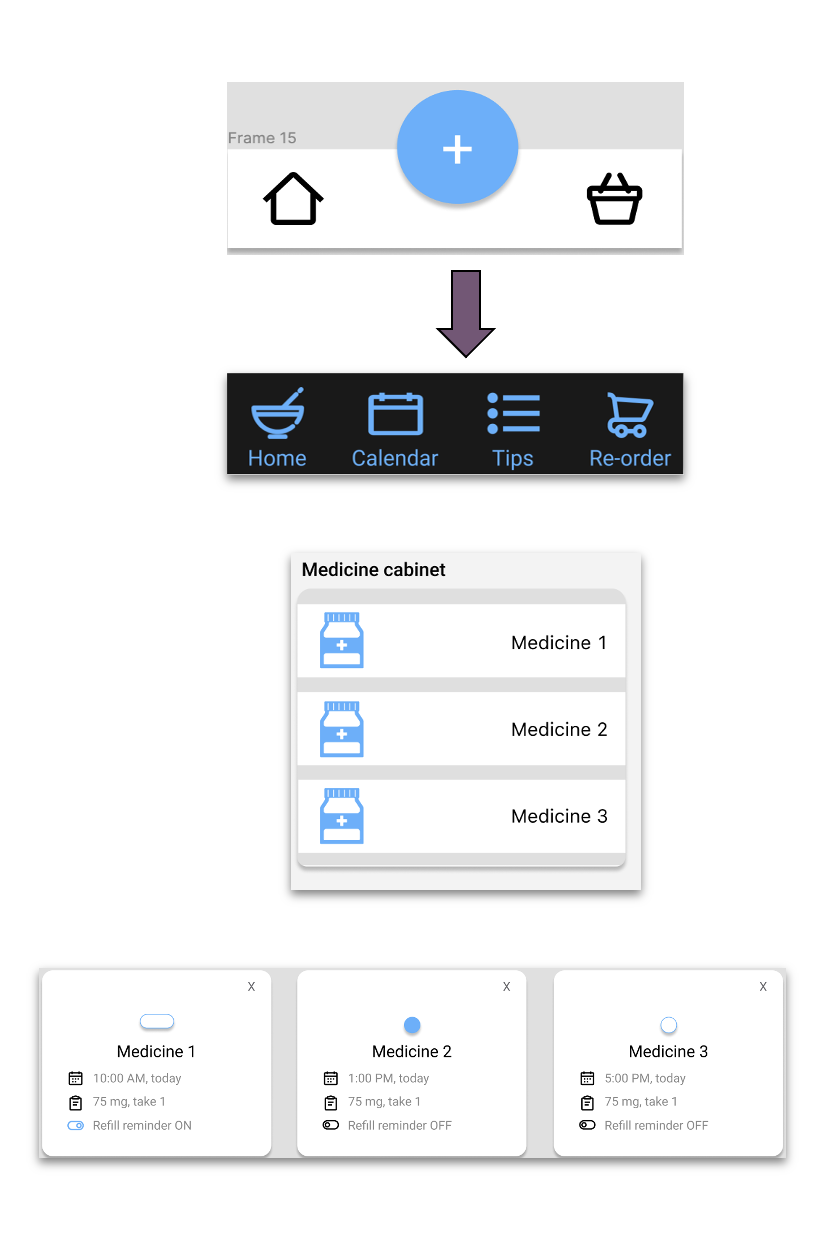 Frame 15
+
Home Calendar Tips Re-order
Medicine cabinet
Medicine 1
Medicine 2
Medicine 3
X
Medicine 1
10:00 AM, today
75 mg, take 1
Refill reminder ON
X
Medicine 2
1:00 PM, today
75 mg, take 1
Refill reminder OFF
X
Medicine 3
5:00 PM, today
75 mg, take 1
Refill reminder OFF